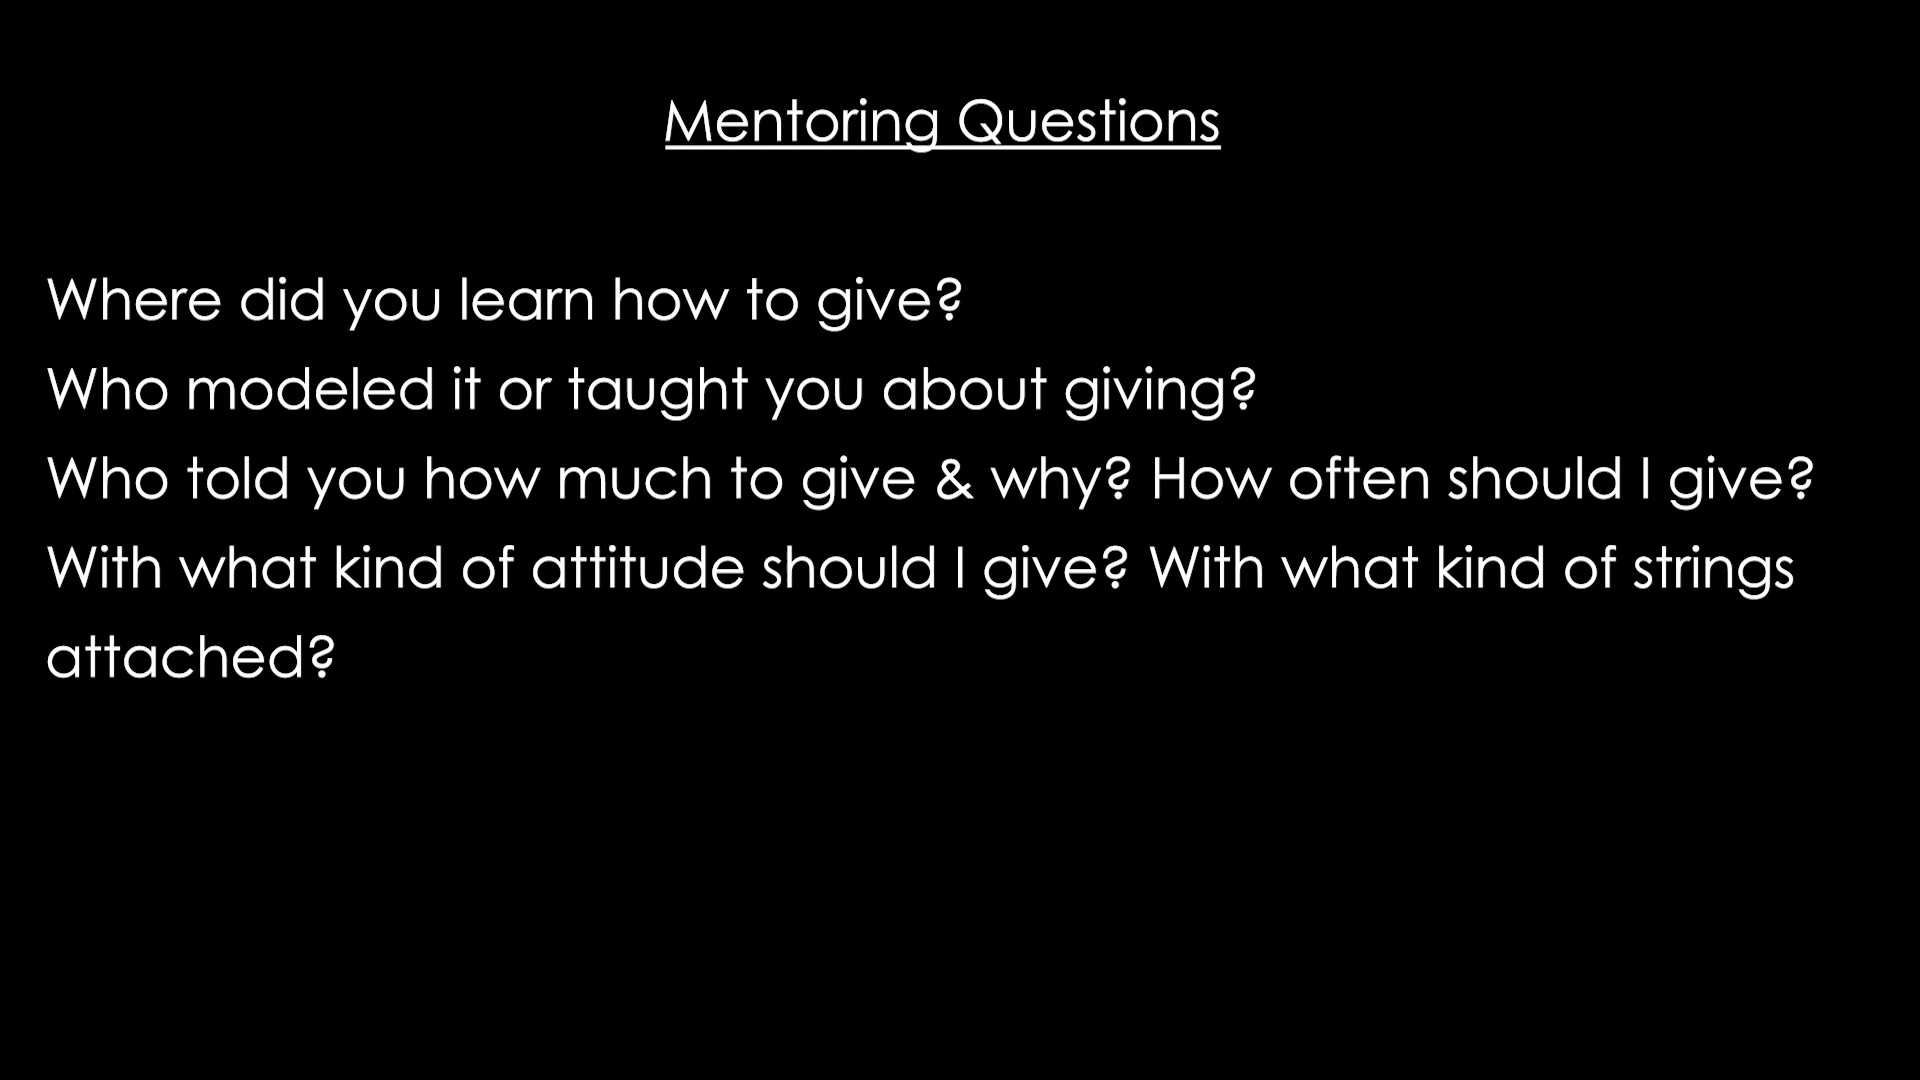 Mentoring Questions
Where did you learn how to give?
Who modeled it or taught you about giving?
Who told you how much to give & why? How often should I give?
With what kind of attitude should I give? With what kind of strings
attached?